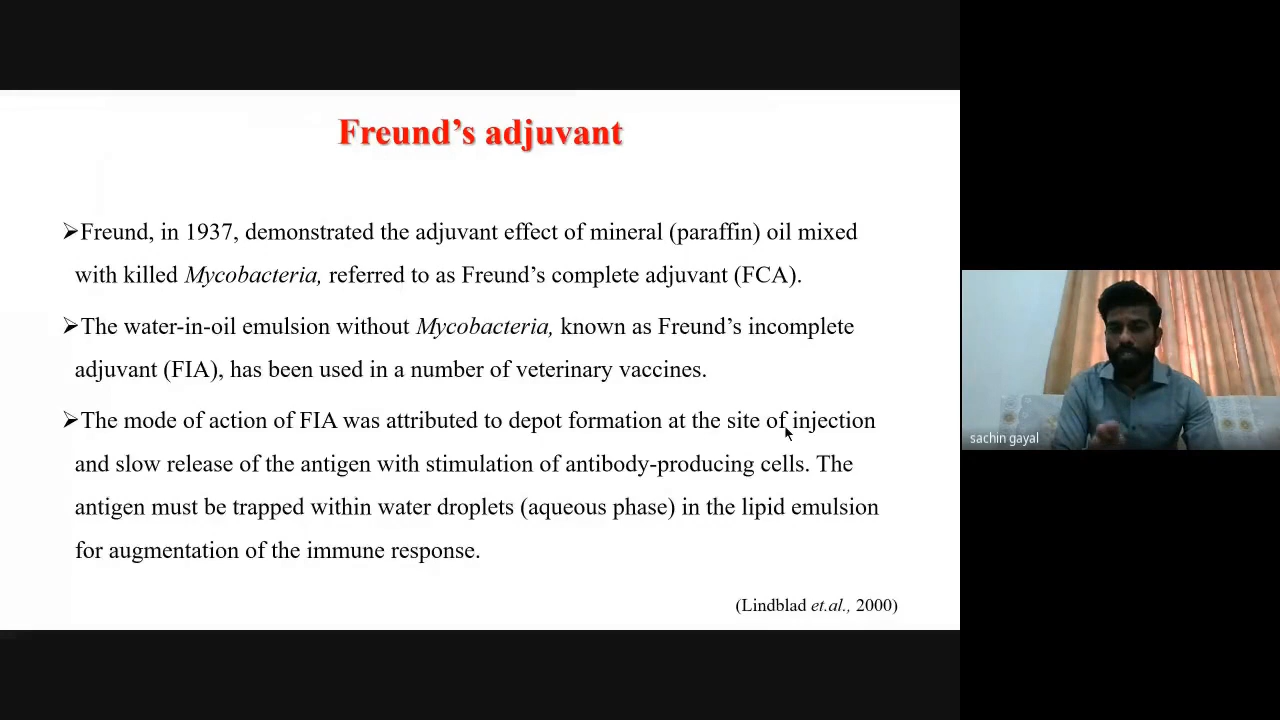 Freund’s adjuvant
➢Freund, in 1937, demonstrated the adjuvant effect of mineral (paraffin) oil mixed
with killed Mycobacteria, referred to as Freund’s complete adjuvant (FCA).
➢The water-in-oil emulsion without Mycobacteria, known as Freund’s incomplete
adjuvant (FIA), has been used in a number of veterinary vaccines.
➢The mode of action of FIA was attributed to depot formation at the site of injection
and slow release of the antigen with stimulation of antibody-producing cells. The
antigen must be trapped within water droplets (aqueous phase) in the lipid emulsion
for augmentation of the immune response.
(Lindblad et.al., 2000)
sachin gayal